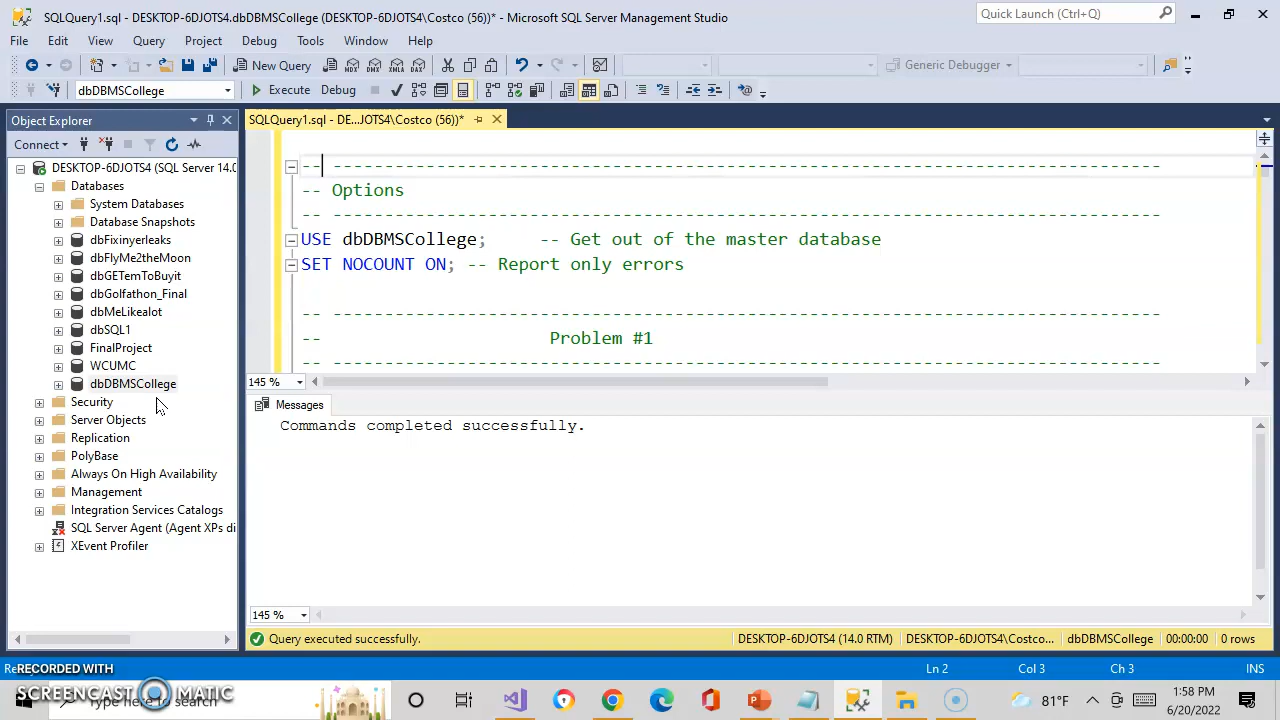 SQLQuery1.sql - DESKTOP-6DJOTS4.dbDBMSCollege (DESKTOP-6DJOTS4\Costco (56))* - Microsoft SQL Server Management Studio
Quick Launch (Ctrl+Q)
File Edit View Query Project Debug Tools Window Help
New Query
MDX DMX XMLA DAX
Generic Debugger
dbDBMSCollege
Execute Debug
Object Explorer
SQLQuery1.sql - DE...JOTS4\Costco (56))*
Connect
DESKTOP-6DJOTS4 (SQL Server 14.0
Databases
System Databases
Database Snapshots
dbFixinyerleaks
dbFlyMe2theMoon
dbGETemToBuyit
dbGolfathon_Final
dbMeLikealot
dbSQL1
FinalProject
WCUMC
dbDBMSCollege
Security
Server Objects
Replication
PolyBase
Always On High Availability
Management
Integration Services Catalogs
SQL Server Agent (Agent XPs di
XEvent Profiler
-- --------------------------------------------------------------------------------
-- Options
-- --------------------------------------------------------------------------------
USE dbDBMSCollege; -- Get out of the master database
SET NOCOUNT ON; -- Report only errors
-- --------------------------------------------------------------------------------
-- Problem #1
-- --------------------------------------------------------------------------------
145 %
Messages
Commands completed successfully.
145 %
Query executed successfully.
DESKTOP-6DJOTS4 (14.0 RTM) DESKTOP-6DJOTS4\Costco... dbDBMSCollege 00:00:00 0 rows
Ln 2 Col 3 Ch 3 INS
RECORDED WITH
SCREENCAST MATIC
Type here to search
81°F
1:58 PM
6/20/2022